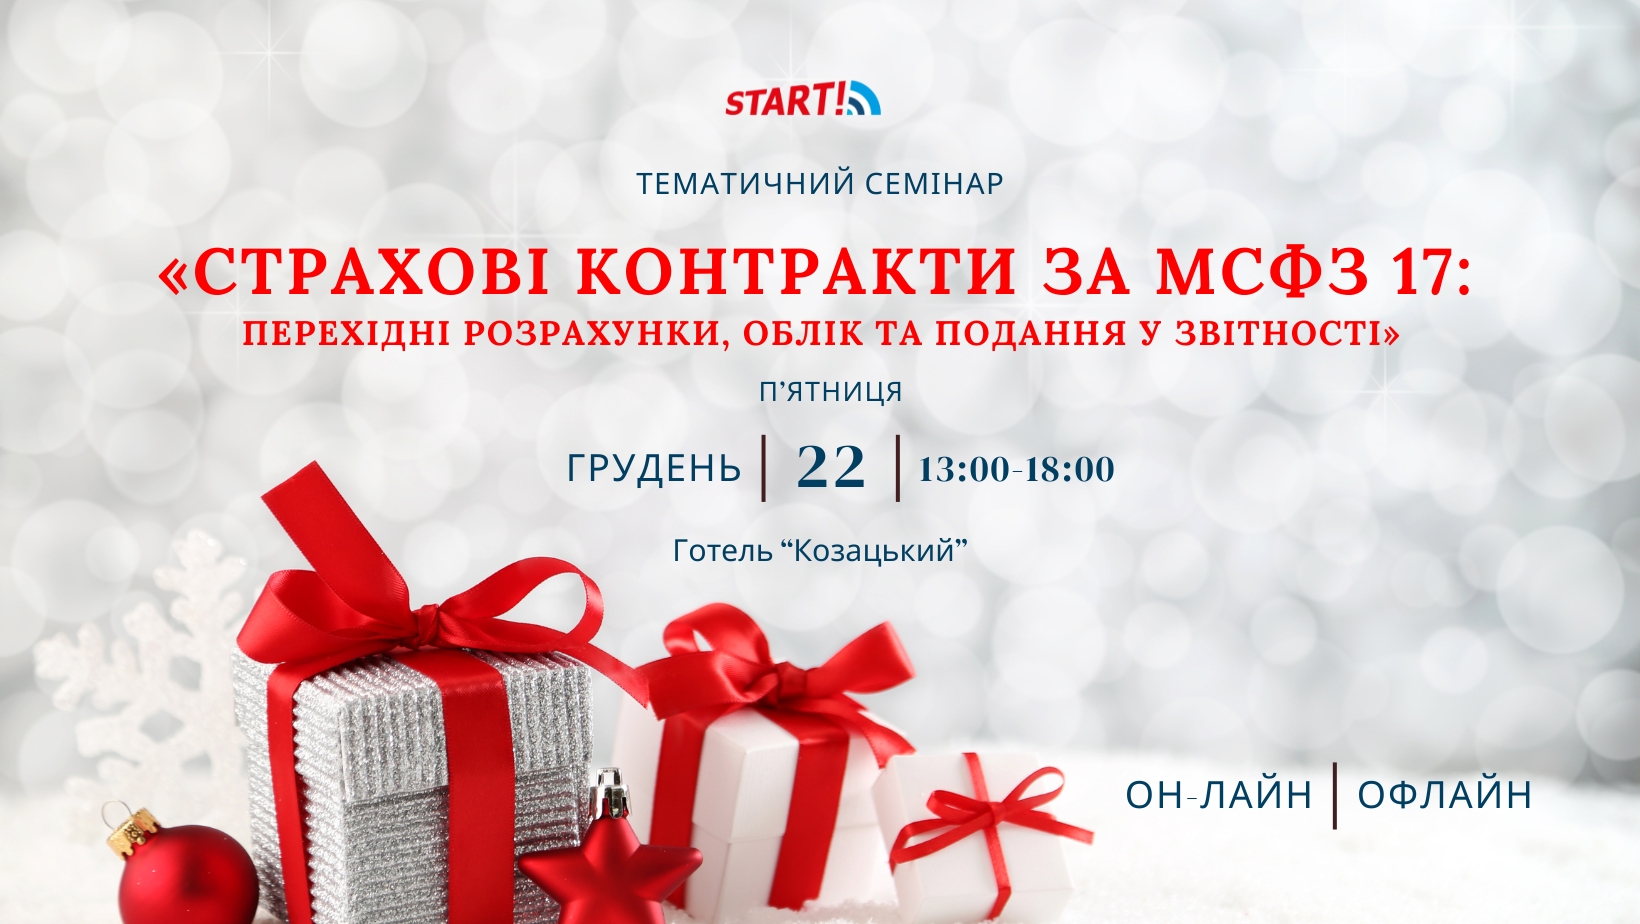 START!
ТЕМАТИЧНИЙ СЕМІНАР
«СТРАХОВІ КОНТРАКТИ ЗА МСФЗ 17:
ПЕРЕХІДНІ РОЗРАХУНКИ, ОБЛІК ТА ПОДАННЯ У ЗВІТНОСТІ»
П’ЯТНИЦЯ
ГРУДЕНЬ | 22 | 13:00-18:00
Готель “Козацький”
ОН-ЛАЙН | ОФЛАЙН